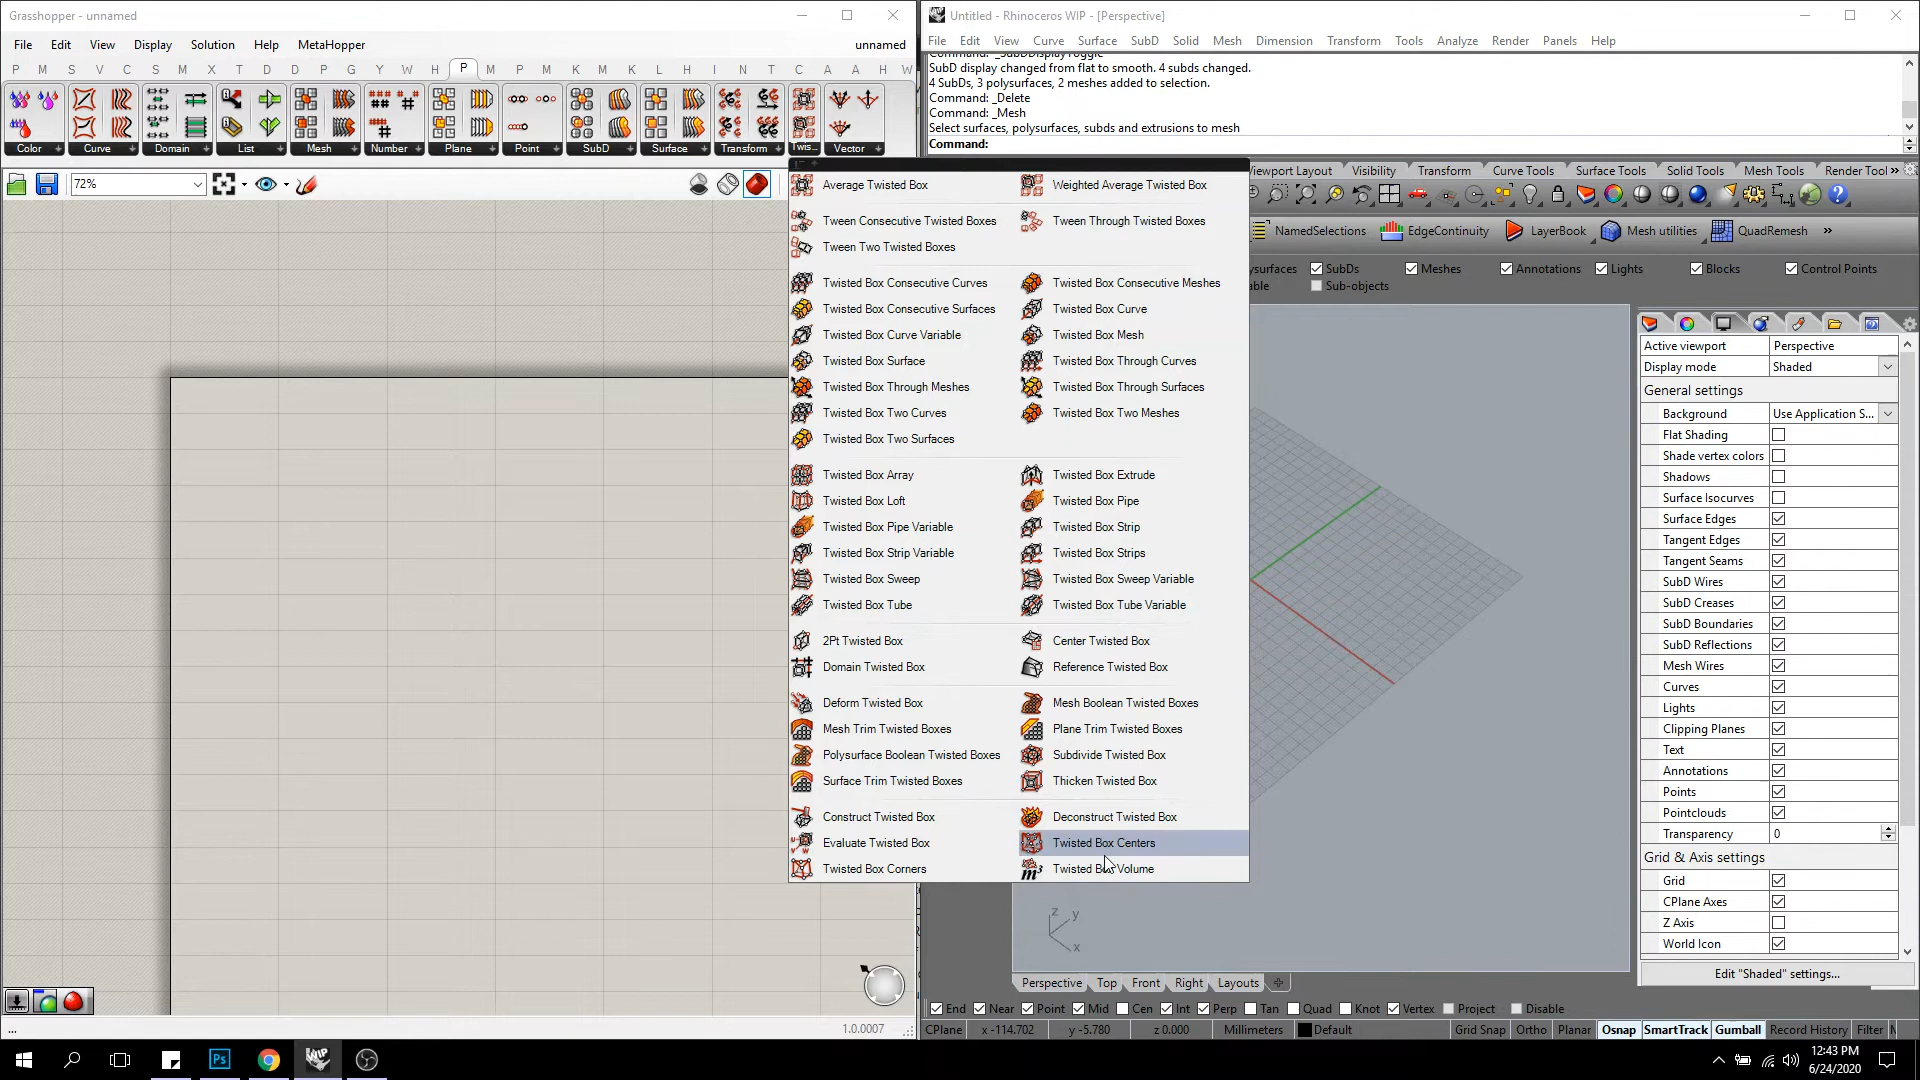 Grasshopper - unnamed
File Edit View Display Solution Help MetaHopper unnamed
P M S V C S M X T D D P G Y W H P M P M S K M S L H I N T C A A H W
Color Curve Domain List Mesh Number Plane Point SubD Surface Transform Twis... Vector
72%
Average Twisted Box Weighted Average Twisted Box
Tween Consecutive Twisted Boxes Tween Through Twisted Boxes
Tween Two Twisted Boxes
Twisted Box Consecutive Curves Twisted Box Consecutive Meshes
Twisted Box Consecutive Surfaces Twisted Box Curve
Twisted Box Curve Variable Twisted Box Mesh
Twisted Box Surface Twisted Box Through Curves
Twisted Box Through Meshes Twisted Box Through Surfaces
Twisted Box Two Curves Twisted Box Two Meshes
Twisted Box Two Surfaces
Twisted Box Array Twisted Box Extrude
Twisted Box Loft Twisted Box Pipe
Twisted Box Pipe Variable Twisted Box Strip
Twisted Box Strip Variable Twisted Box Strips
Twisted Box Sweep Twisted Box Sweep Variable
Twisted Box Tube Twisted Box Tube Variable
2Pt Twisted Box Center Twisted Box
Domain Twisted Box Reference Twisted Box
Deform Twisted Box Mesh Boolean Twisted Boxes
Mesh Trim Twisted Boxes Plane Trim Twisted Boxes
Polysurface Boolean Twisted Boxes Subdivide Twisted Box
Surface Trim Twisted Boxes Thicken Twisted Box
Construct Twisted Box Deconstruct Twisted Box
Evaluate Twisted Box Twisted Box Centers
Twisted Box Corners Twisted Box Volume
... 1.0.0007
Untitled - Rhinoceros WIP - [Perspective]
File Edit View Curve Surface SubD Solid Mesh Dimension Transform Tools Analyze Render Panels Help
SubD display changed from flat to smooth. 4 subds changed.
4 SubDs, 3 polysurfaces, 2 meshes added to selection.
Command: _Delete
Command: _Mesh
Select surfaces, polysurfaces, subds and extrusions to mesh
Command:
iewport Layout Visibility Transform Curve Tools Surface Tools Solid Tools Mesh Tools Render Tool »
NamedSelections EdgeContinuity LayerBook Mesh utilities QuadRemesh »
ysurfaces SubDs Meshes Annotations Lights Blocks Control Points
able Sub-objects
Active viewport Perspective
Display mode Shaded
General settings
Background Use Application S...
Flat Shading
Shade vertex colors
Shadows
Surface Isocurves
Surface Edges
Tangent Edges
Tangent Seams
SubD Wires
SubD Creases
SubD Boundaries
SubD Reflections
Mesh Wires
Curves
Lights
Clipping Planes
Text
Annotations
Points
Pointclouds
Transparency 0
Grid & Axis settings
Grid
CPlane Axes
Z Axis
World Icon
Edit "Shaded" settings...
z y
x
Perspective Top Front Right Layouts
End Near Point Mid Cen Int Perp Tan Quad Knot Vertex Project Disable
CPlane x -114.702 y -5.780 z 0.000 Millimeters Default Grid Snap Ortho Planar Osnap SmartTrack Gumball Record History Filter
Ps WIP 12:43 PM
6/24/2020